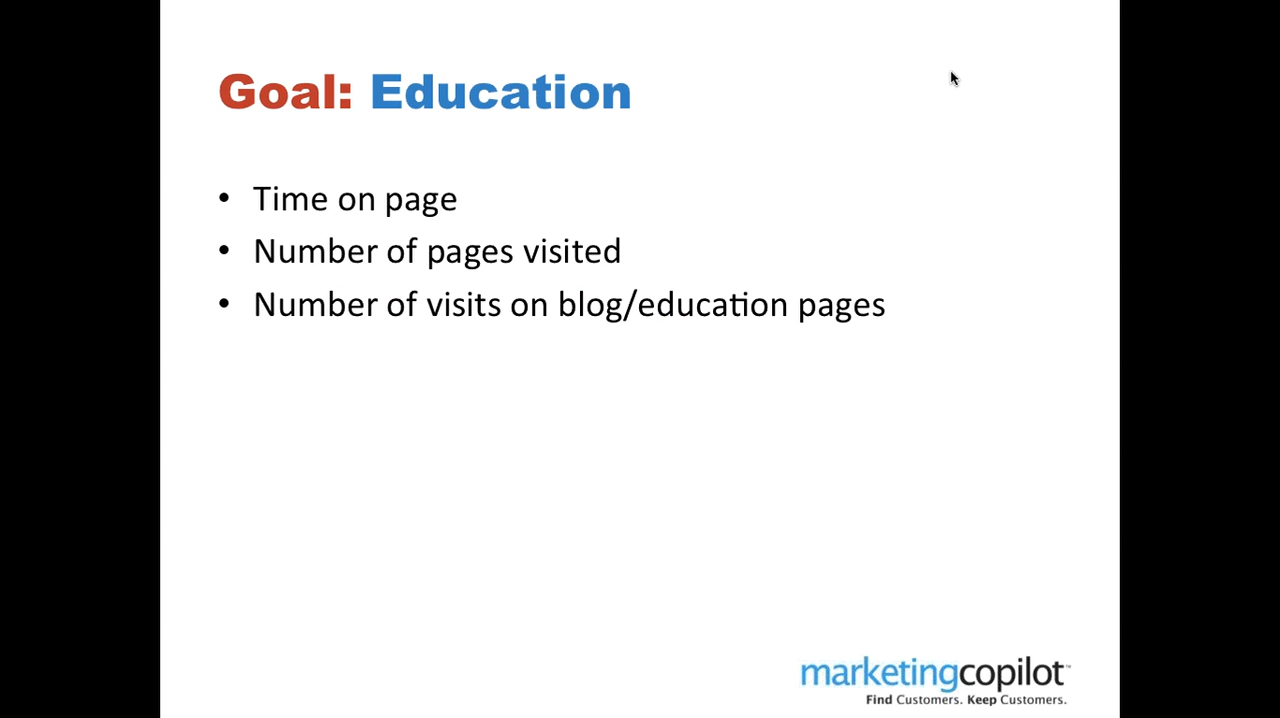 Goal: Education
• Time on page
• Number of pages visited
• Number of visits on blog/education pages
marketingcopilot™
Find Customers. Keep Customers.